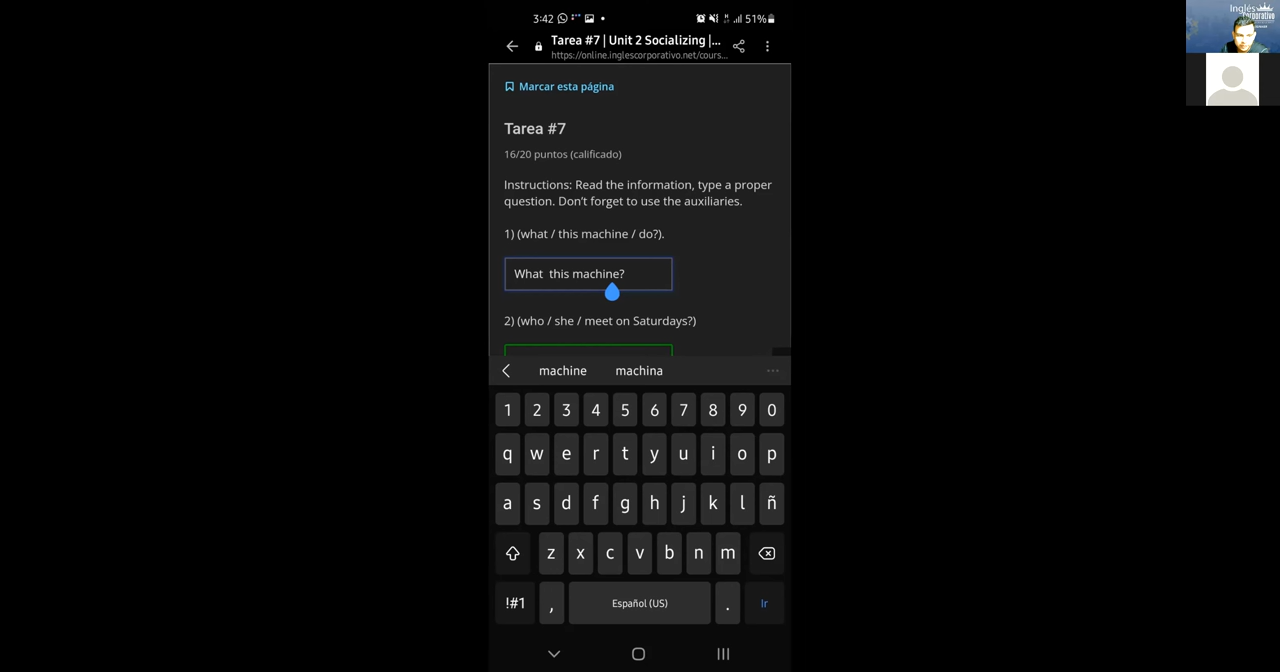 3:42
51%
Tarea #7 | Unit 2 Socializing |...
https://online.inglescorporativo.net/cours...
Marcar esta página
Tarea #7
16/20 puntos (calificado)
Instructions: Read the information, type a proper
question. Don't forget to use the auxiliaries.
1) (what / this machine / do?).
What  this machine?
2) (who / she / meet on Saturdays?)
machine machina
1 2 3 4 5 6 7 8 9 0
q w e r t y u i o p
a s d f g h j k l ñ
z x c v b n m
!#1 , Español (US) . Ir
Inglés
Corporativo